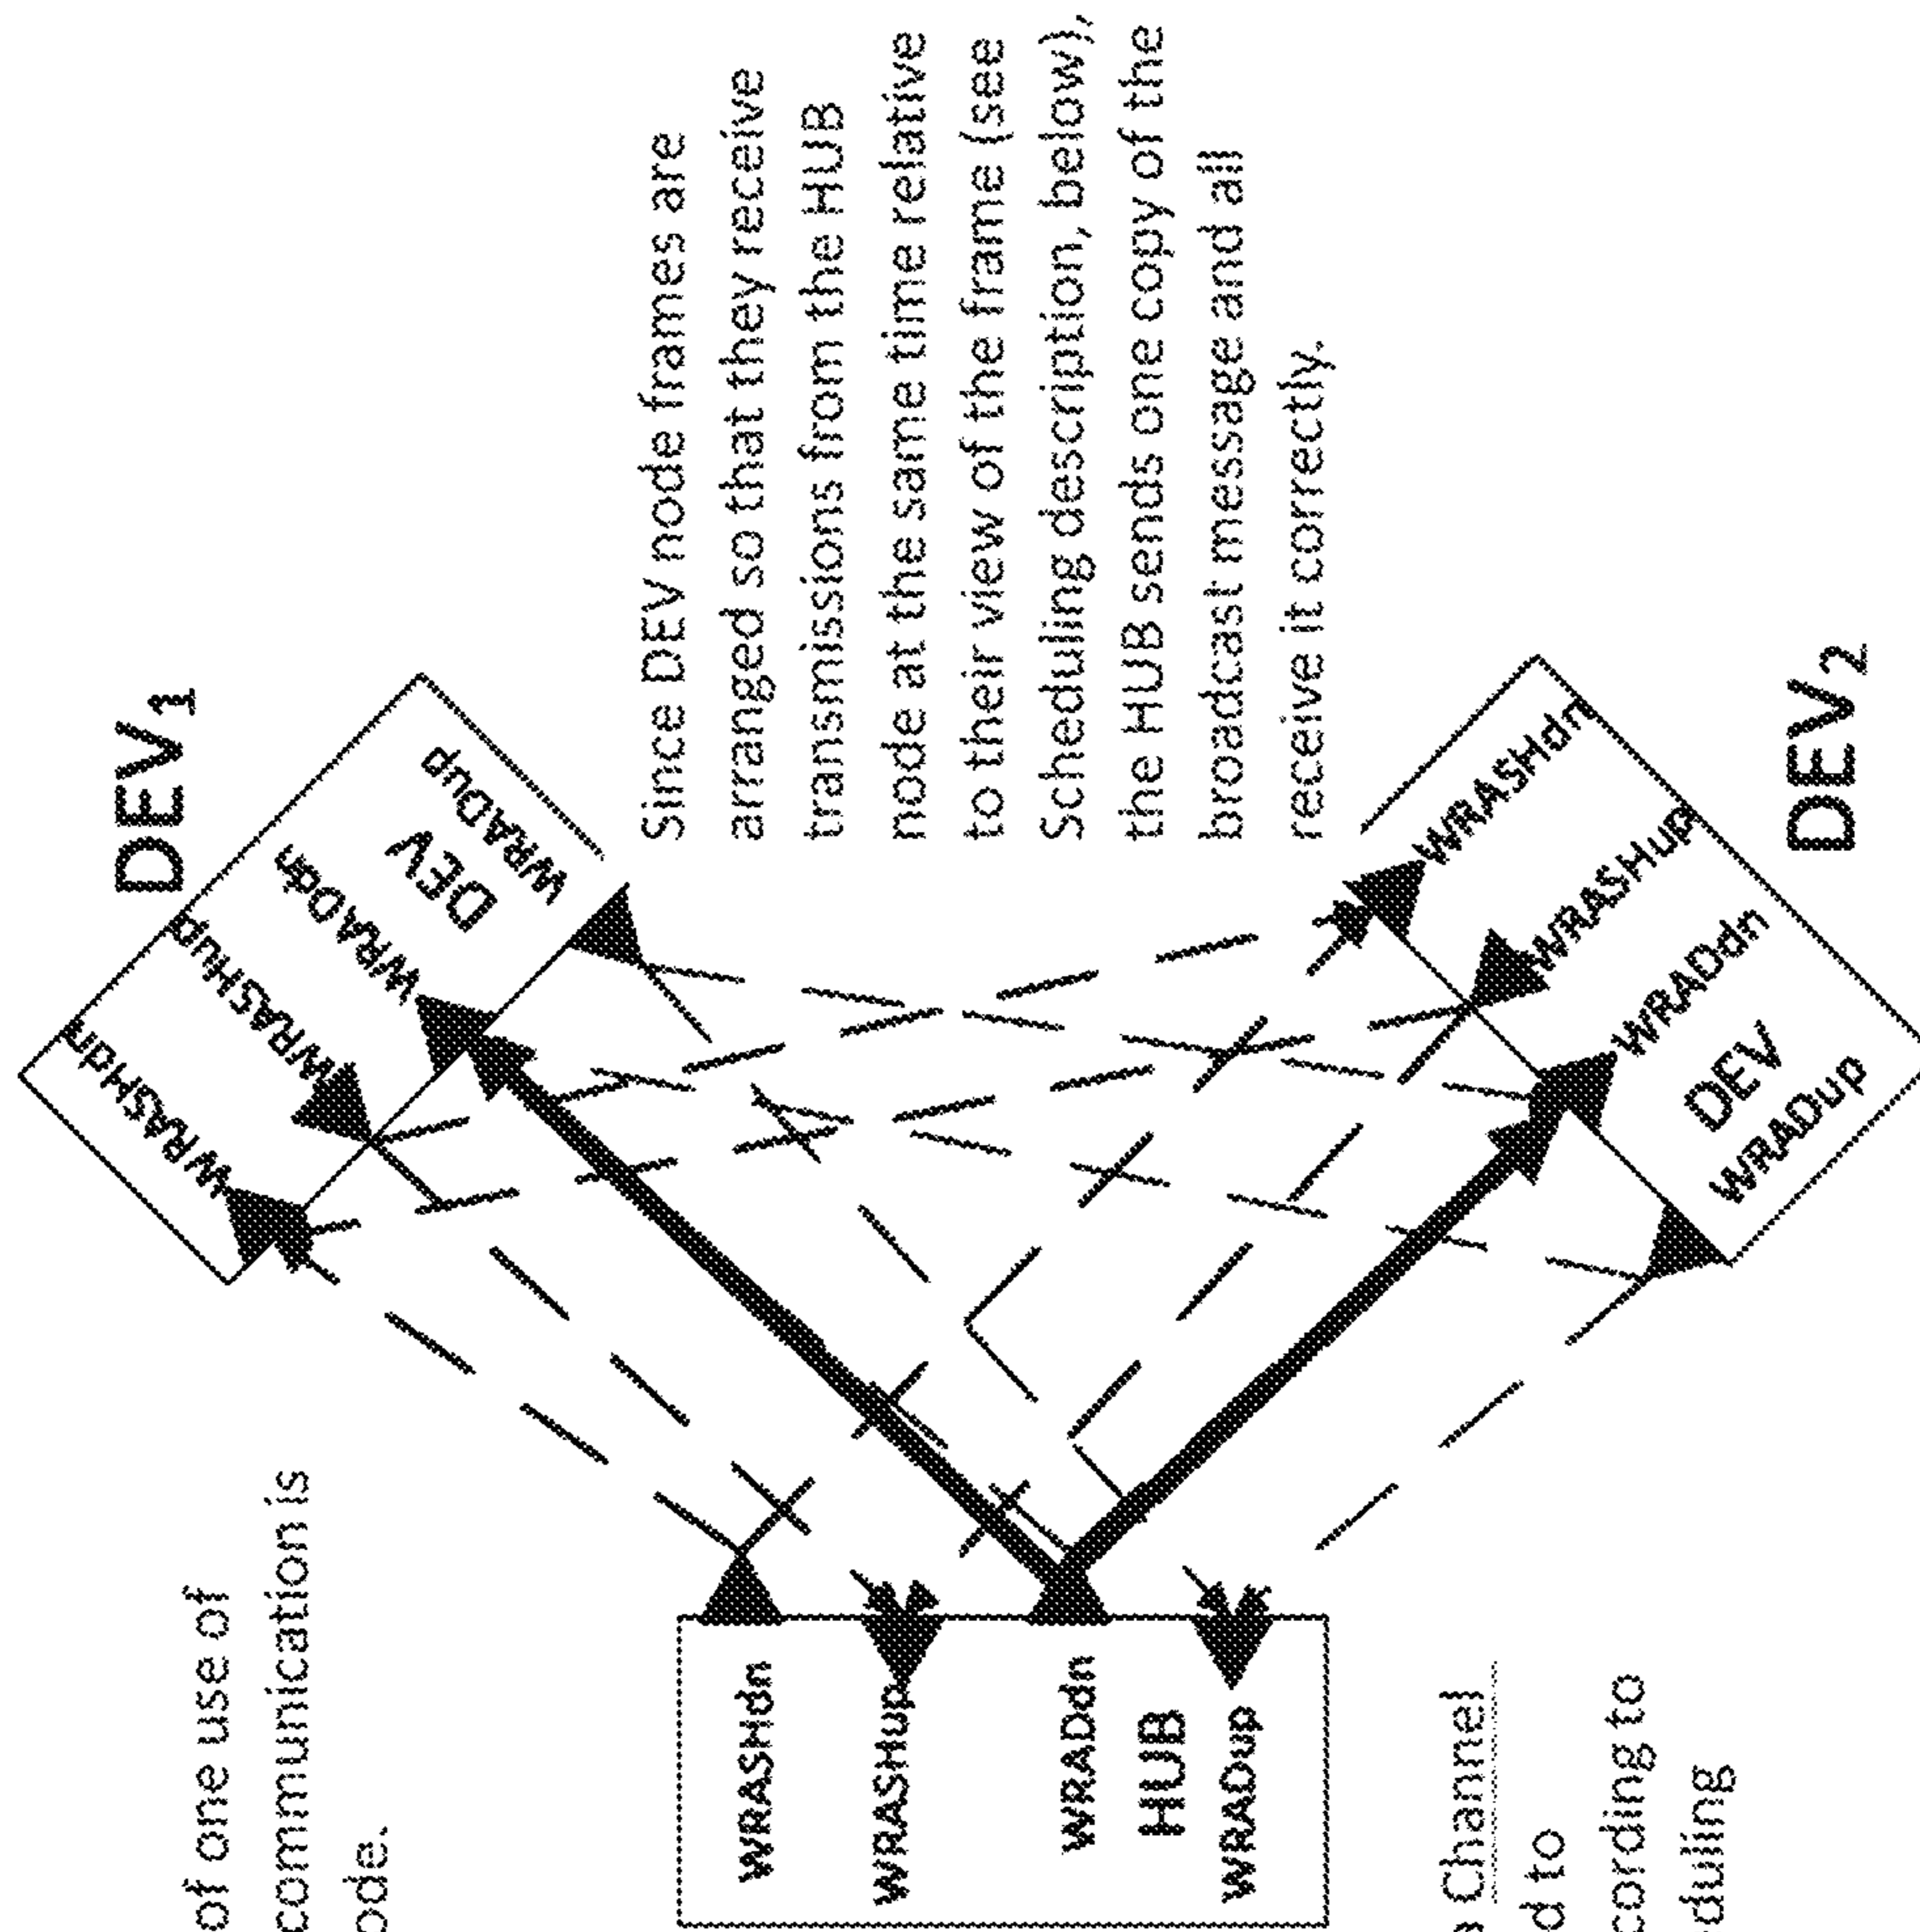 of one use of
communication is
ode.
DEV1
WRASHdn
WRASHup
WRADdn
DEV
WRADup
WRASHdn
WRASHup
WRADdn
HUB
WRADup
Since DEV node frames are
arranged so that they receive
transmissions from the HUB
node at the same time relative
to their view of the frame (see
Scheduling description, below),
the HUB sends one copy of the
broadcast message and all
receive it correctly.
WRASHdn
WRASHup
WRADdn
DEV
WRADup
DEV2
Channel
d to
cording to
duling